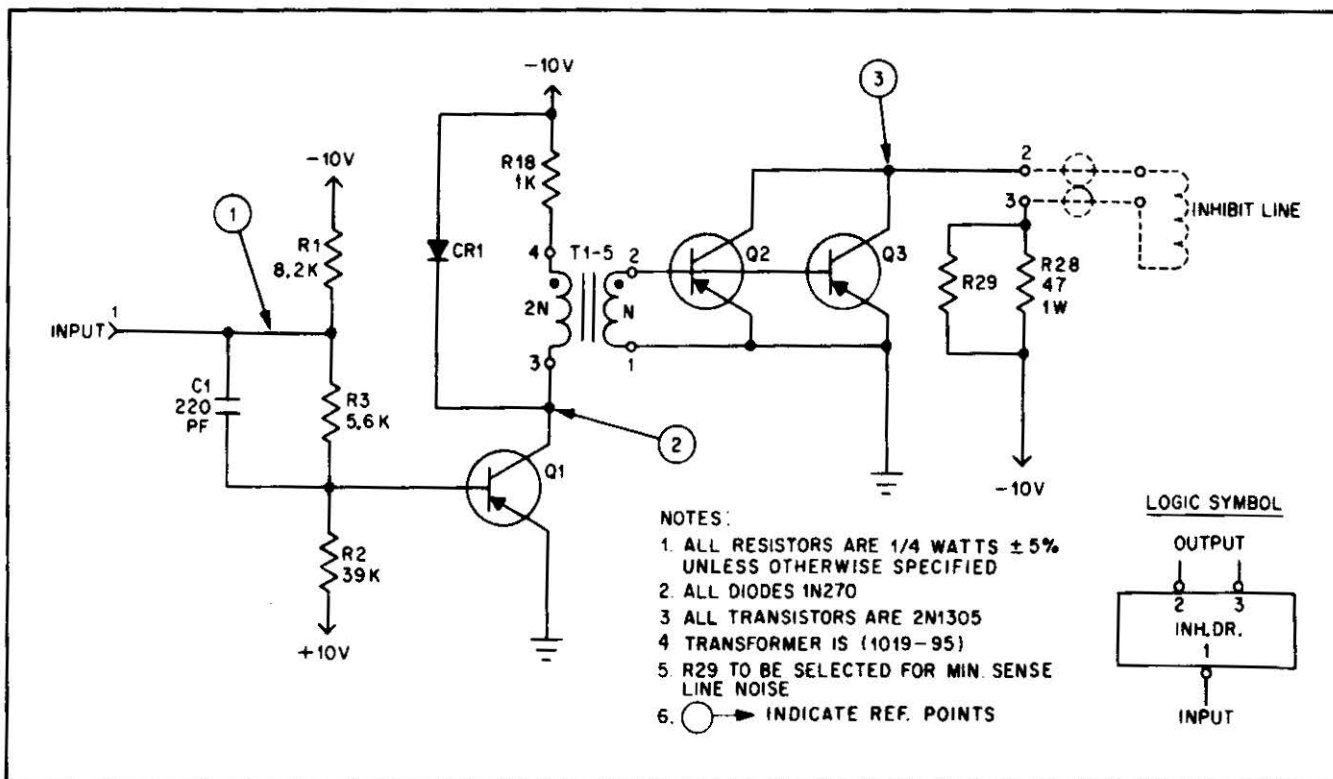 -10V
3
R18
1K
2
-10V
1
3
INHIBIT LINE
R1
8.2K
CR1
4
T1-5
2
Q2
Q3
R29
R28
47
1W
2N
N
INPUT
1
3
1
C1
220
PF
R3
5.6K
2
Q1
-10V
NOTES:
LOGIC SYMBOL
1. ALL RESISTORS ARE 1/4 WATTS ±5%
UNLESS OTHERWISE SPECIFIED
OUTPUT
R2
39K
2. ALL DIODES 1N270
2 3
3 ALL TRANSISTORS ARE 2N1305
INH.DR.
4 TRANSFORMER IS (1019-95)
1
+10V
5. R29 TO BE SELECTED FOR MIN. SENSE
LINE NOISE
6. INDICATE REF. POINTS
INPUT